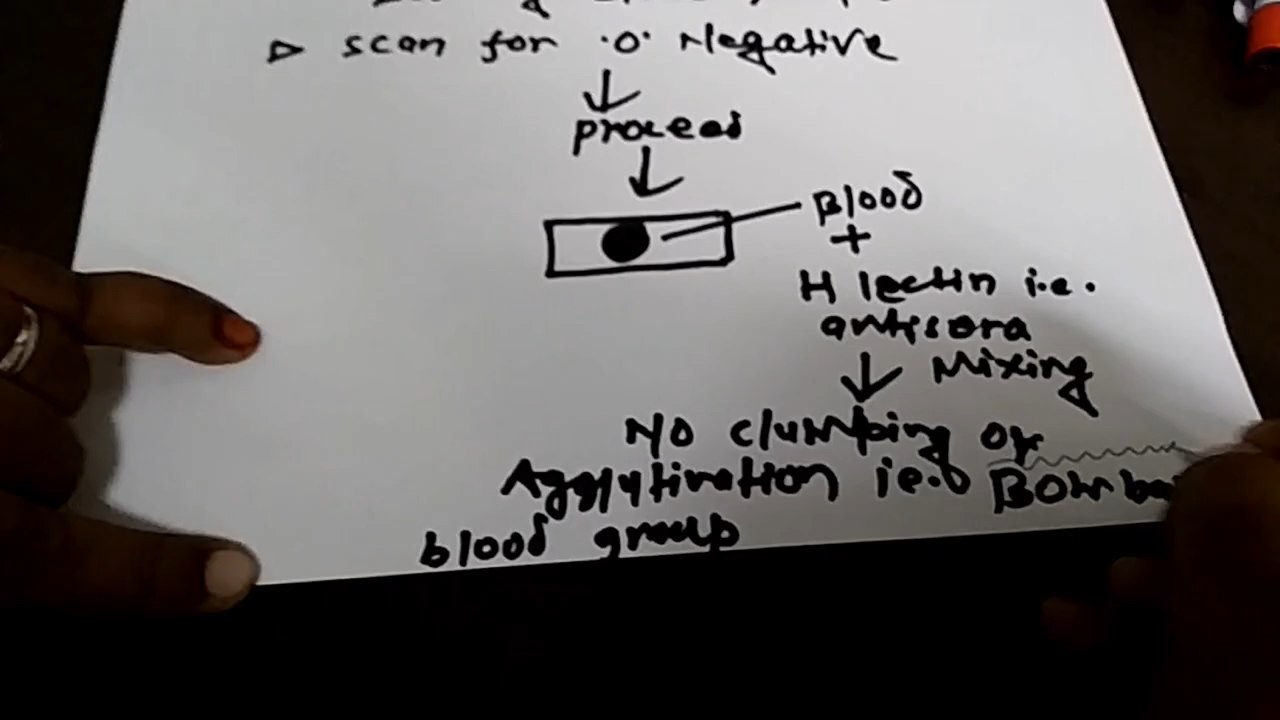 ▷ scan for 'O' Negative
↓
proceed
↓
Blood
+
H lectin i.e.
antisera
↓ Mixing
No clumping or
Agglutination i.e. Bomba
blood group